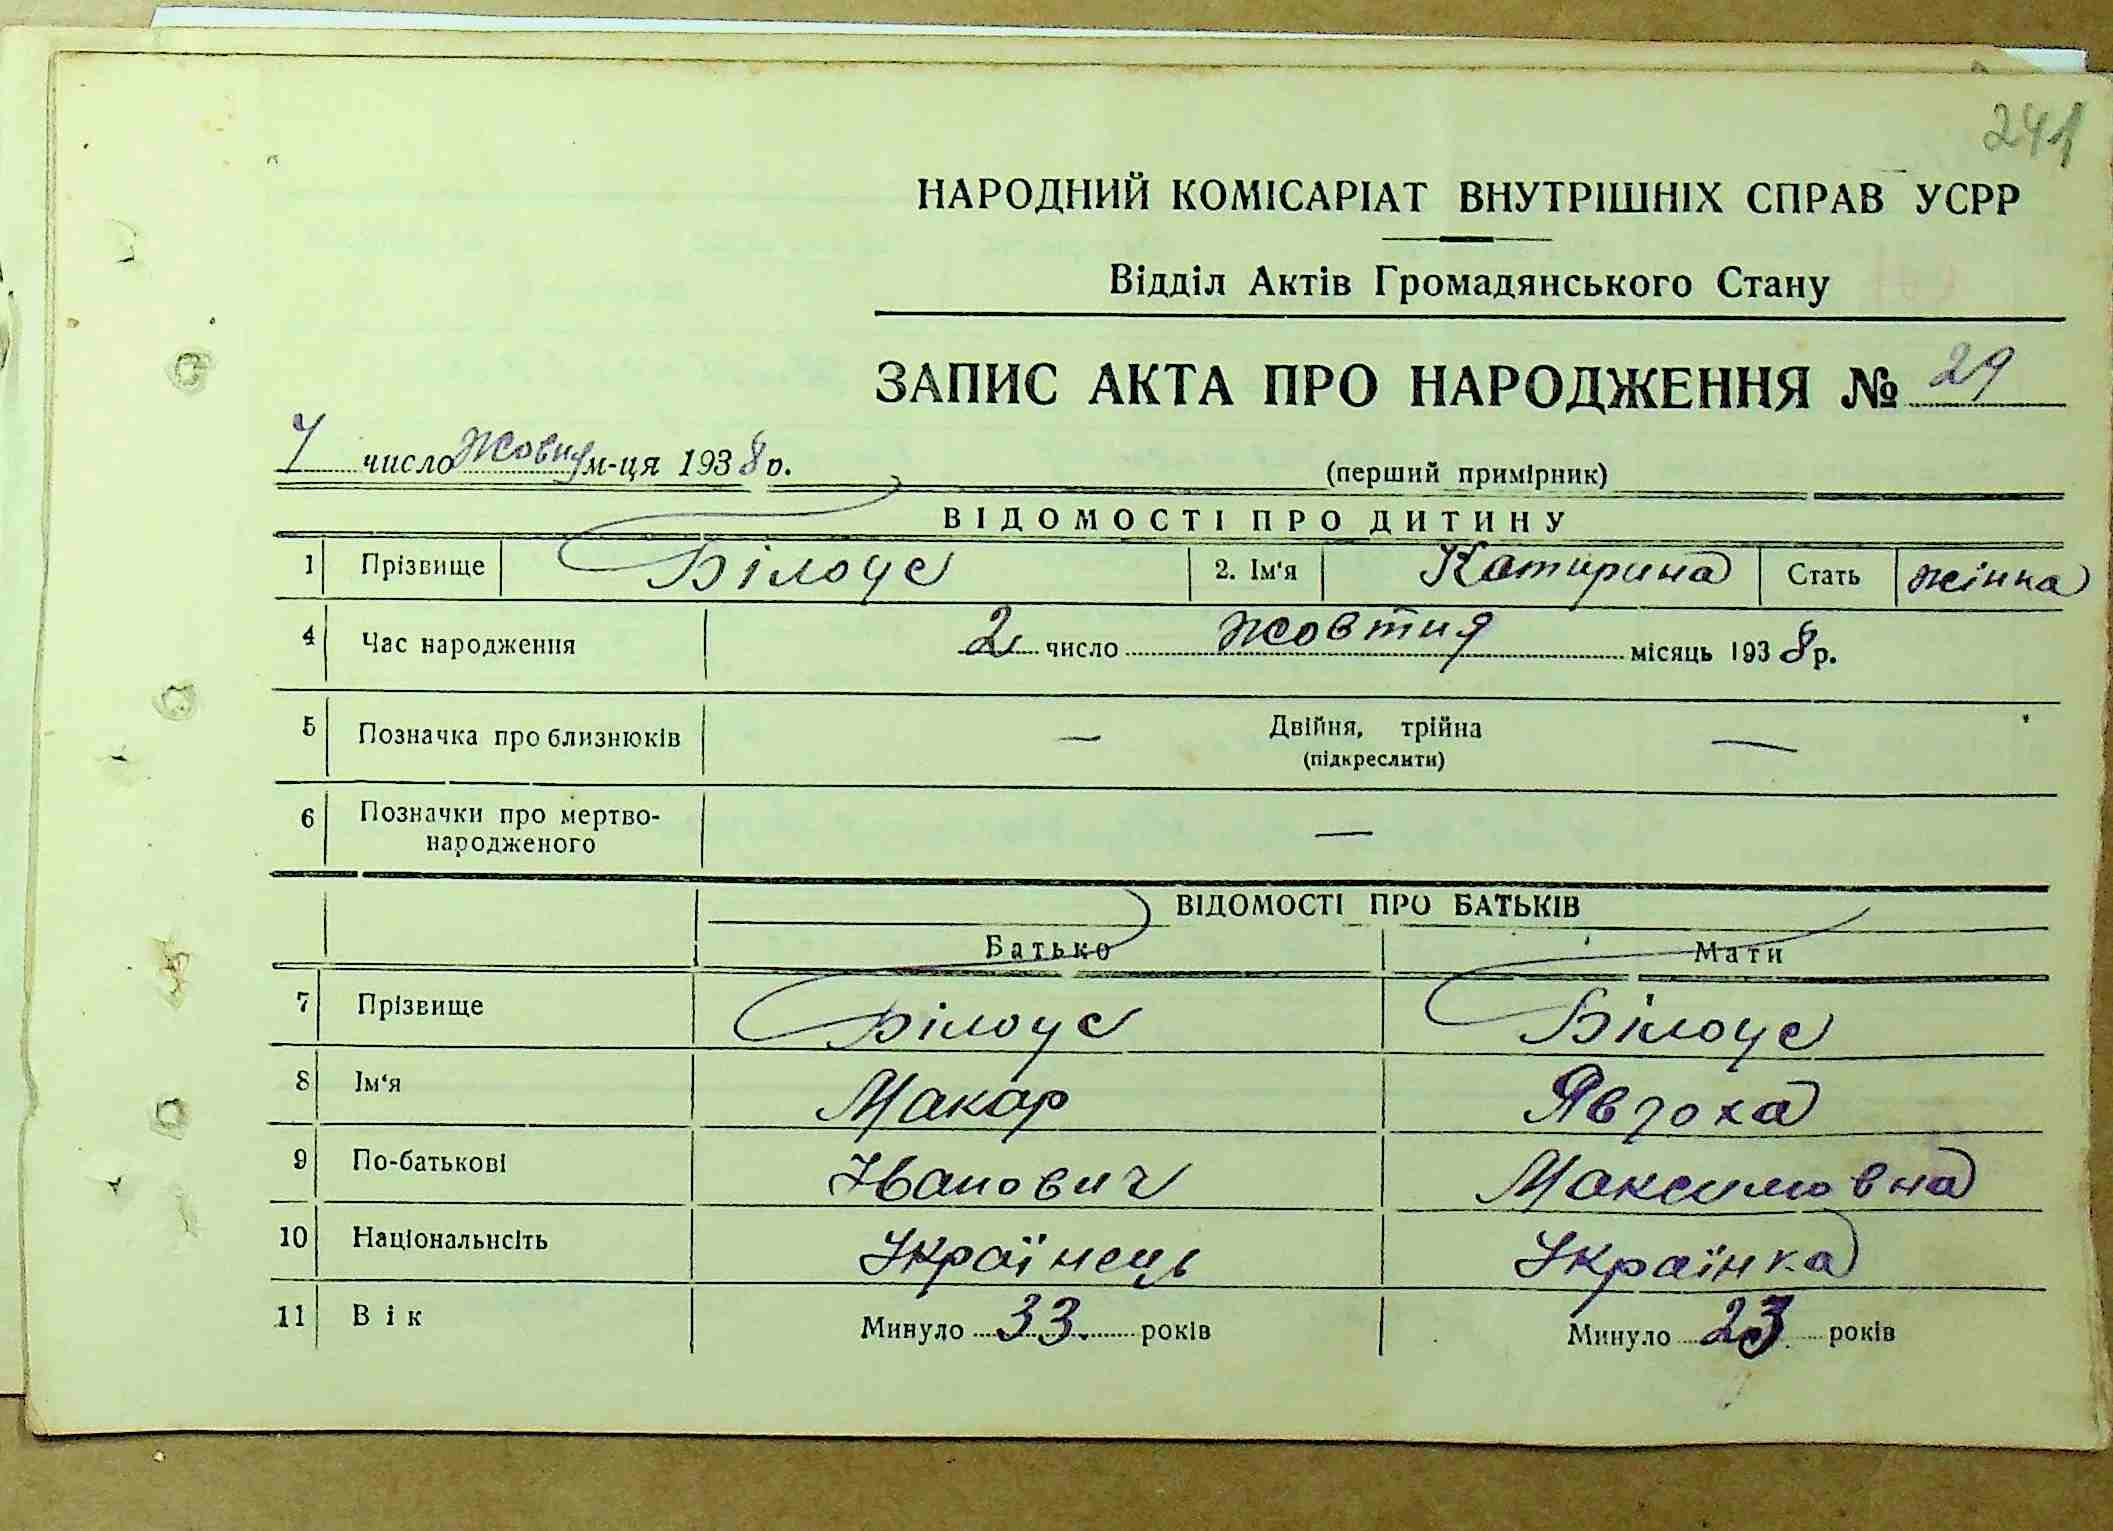 241
НАРОДНИЙ КОМІСАРІАТ ВНУТРІШНІХ СПРАВ УСРР
Відділ Актів Громадянського Стану
ЗАПИС АКТА ПРО НАРОДЖЕННЯ № 29
7 число Жовтня м-ця 1938 р.
(перший примірник)
ВІДОМОСТІ ПРО ДИТИНУ
1 Прізвище Білоус 2. Ім'я Катирина Стать жінка
4 Час народження 2 число жовтня місяць 1938 р.
5 Позначка про близнюків — Двійня, трійна —
(підкреслити)
6 Позначки про мертво-
народженого —
ВІДОМОСТІ ПРО БАТЬКІВ
Батько Мати
7 Прізвище Білоус Білоус
8 Ім'я Макар Явдоха
9 По-батькові Іванович Максимовна
10 Національнсіть Українець Українка
11 Вік Минуло 33 років Минуло 23 років